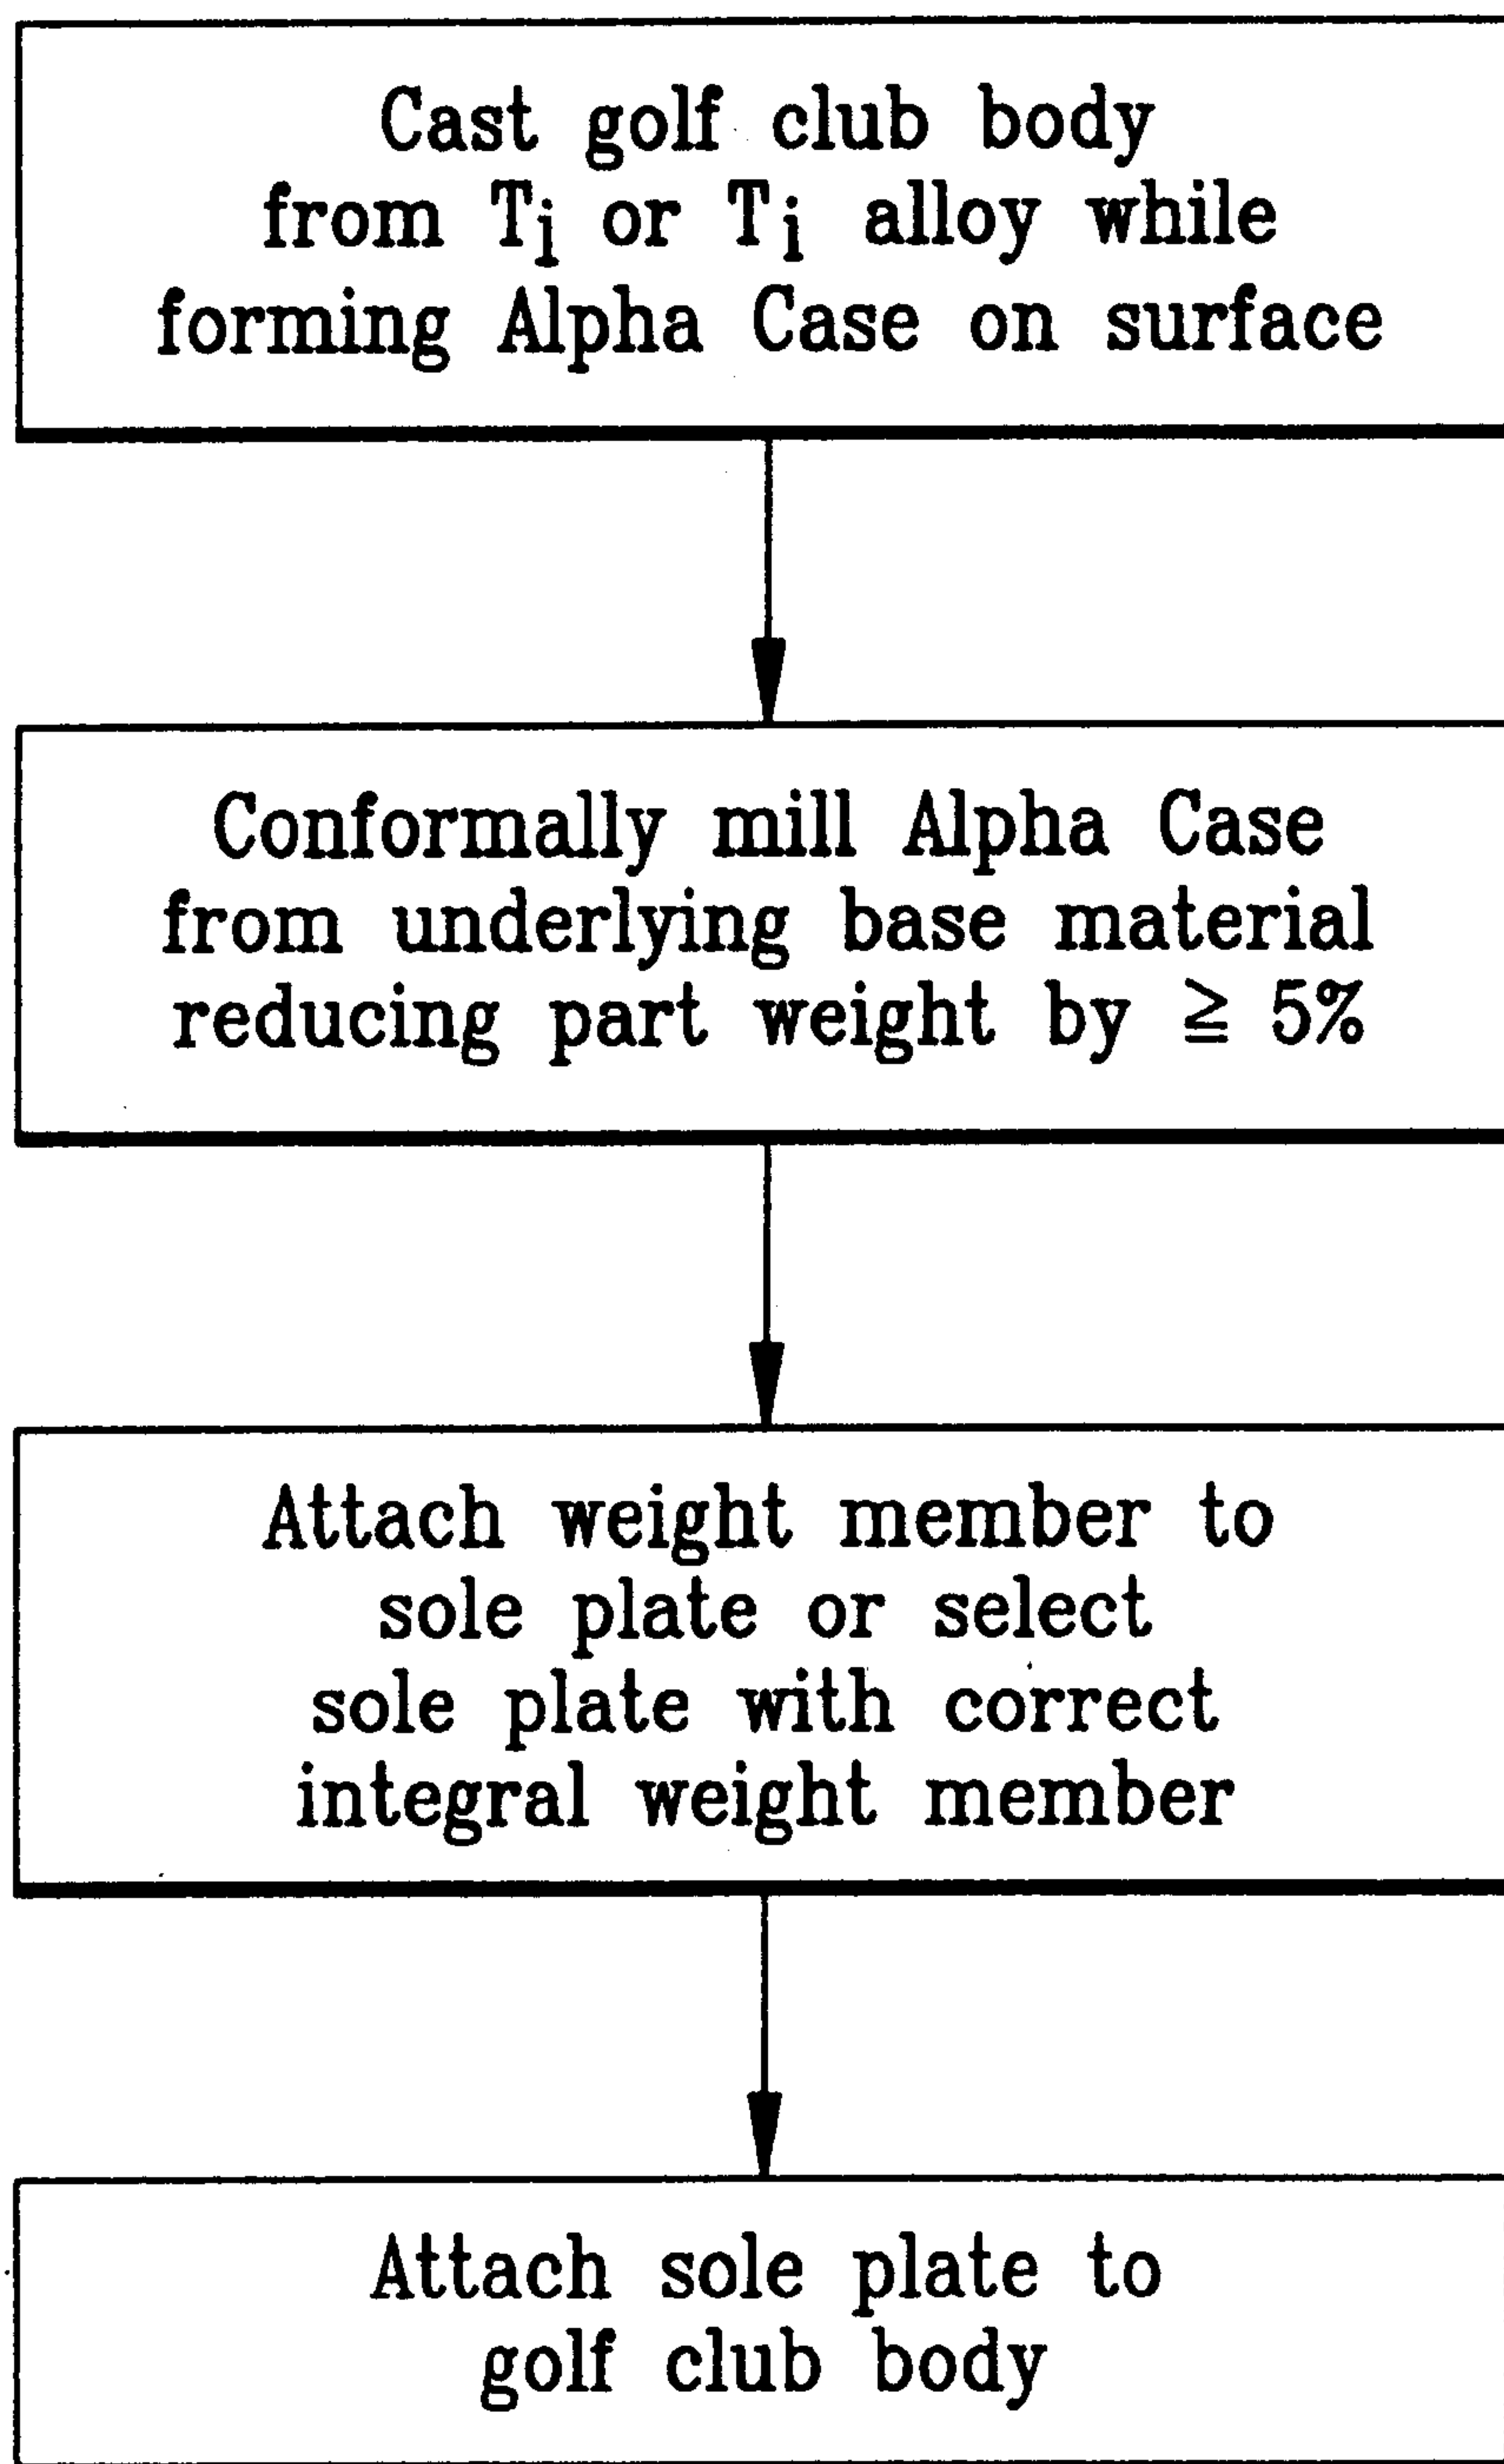 Cast golf club body
from Ti or Ti alloy while
forming Alpha Case on surface
Conformally mill Alpha Case
from underlying base material
reducing part weight by ≧ 5%
Attach weight member to
sole plate or select
sole plate with correct
integral weight member
Attach sole plate to
golf club body